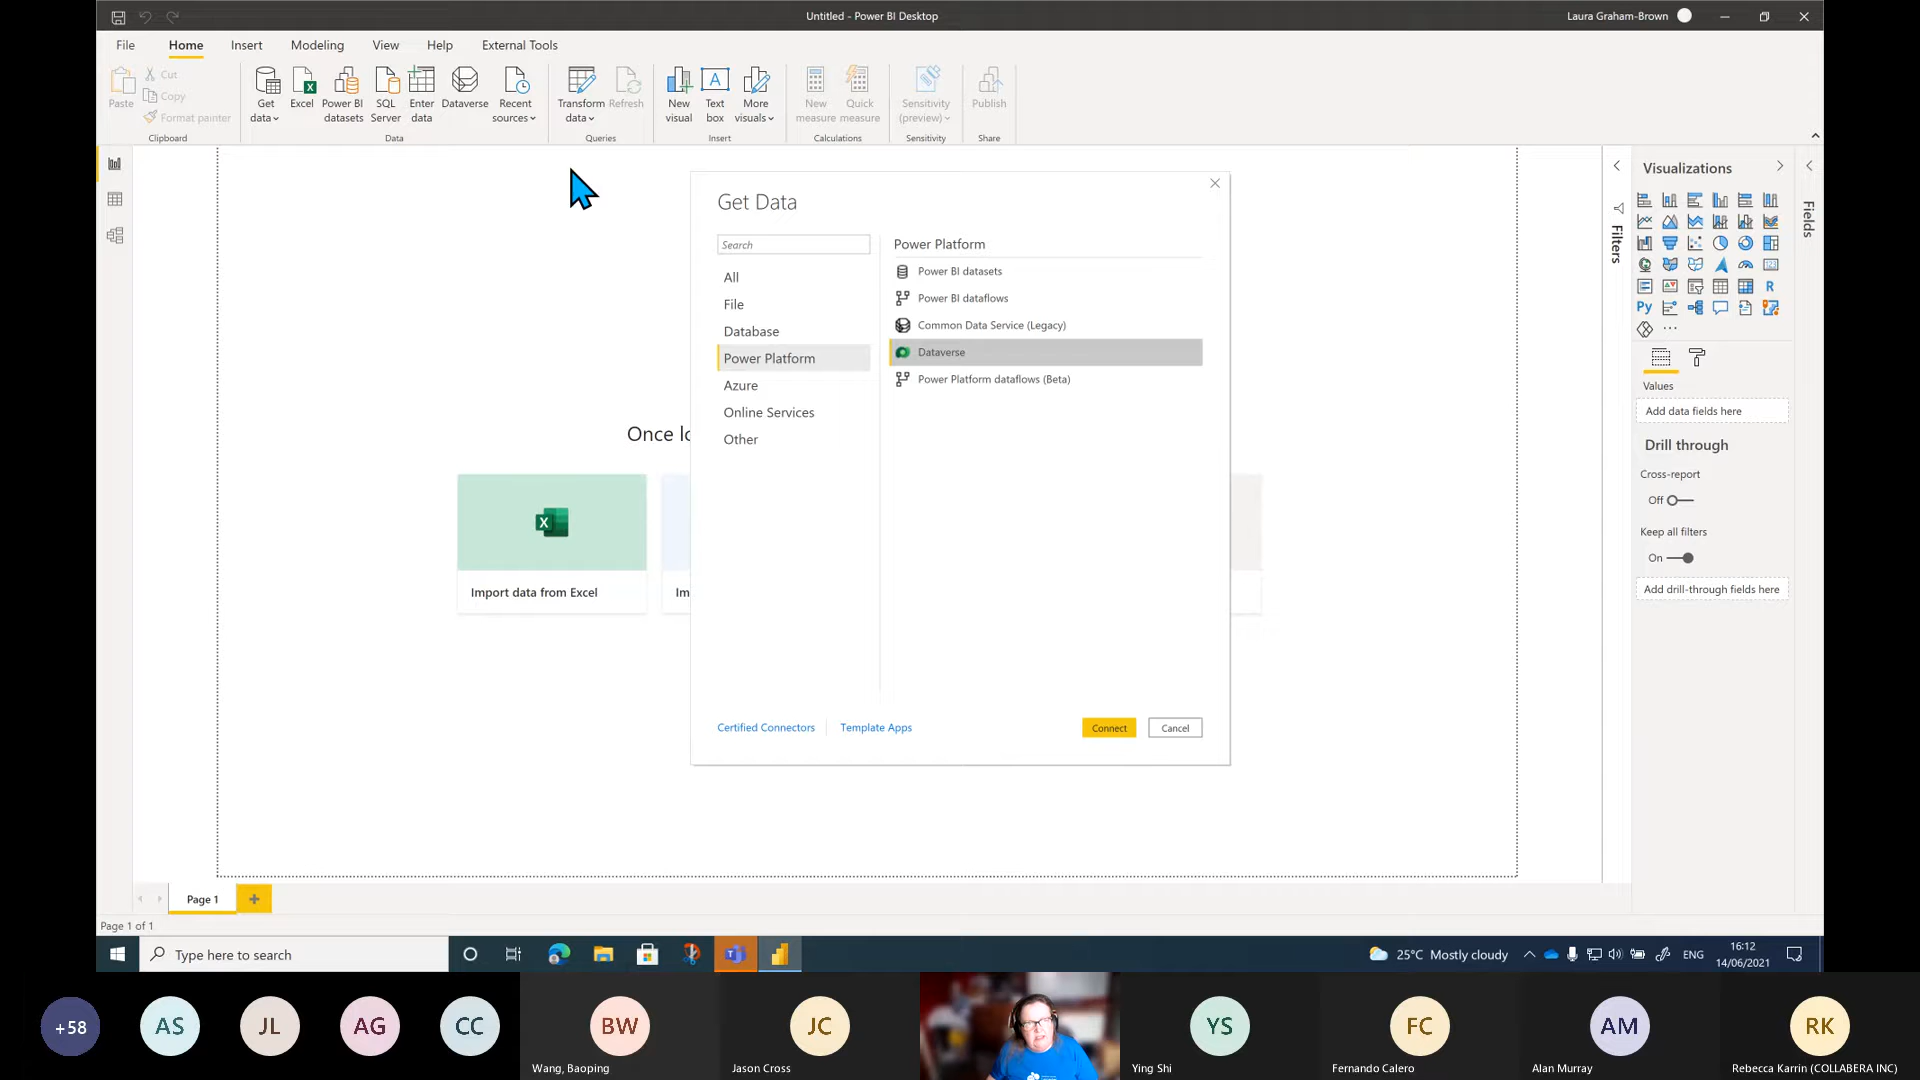 Untitled - Power BI Desktop
Laura Graham-Brown
File
Home
Insert
Modeling
View
Help
External Tools
Paste
Cut
Copy
Format painter
Clipboard
Get data
Excel
Power BI datasets
SQL Server
Enter data
Dataverse
Recent sources
Data
Transform data
Refresh
Queries
New visual
Text box
More visuals
Insert
New measure
Quick measure
Calculations
Sensitivity (preview)
Sensitivity
Publish
Share
Get Data
Search
All
File
Database
Power Platform
Azure
Online Services
Other
Power Platform
Power BI datasets
Power BI dataflows
Common Data Service (Legacy)
Dataverse
Power Platform dataflows (Beta)
Certified Connectors
Template Apps
Connect
Cancel
Once lo
Import data from Excel
Im
Filters
Visualizations
R
Py
Values
Add data fields here
Drill through
Cross-report
Off
Keep all filters
On
Add drill-through fields here
Fields
Page 1
Page 1 of 1
Type here to search
25°C Mostly cloudy
ENG
16:12
14/06/2021
+58
AS
JL
AG
CC
BW
Wang, Baoping
JC
Jason Cross
YS
Ying Shi
FC
Fernando Calero
AM
Alan Murray
RK
Rebecca Karrin (COLLABERA INC)